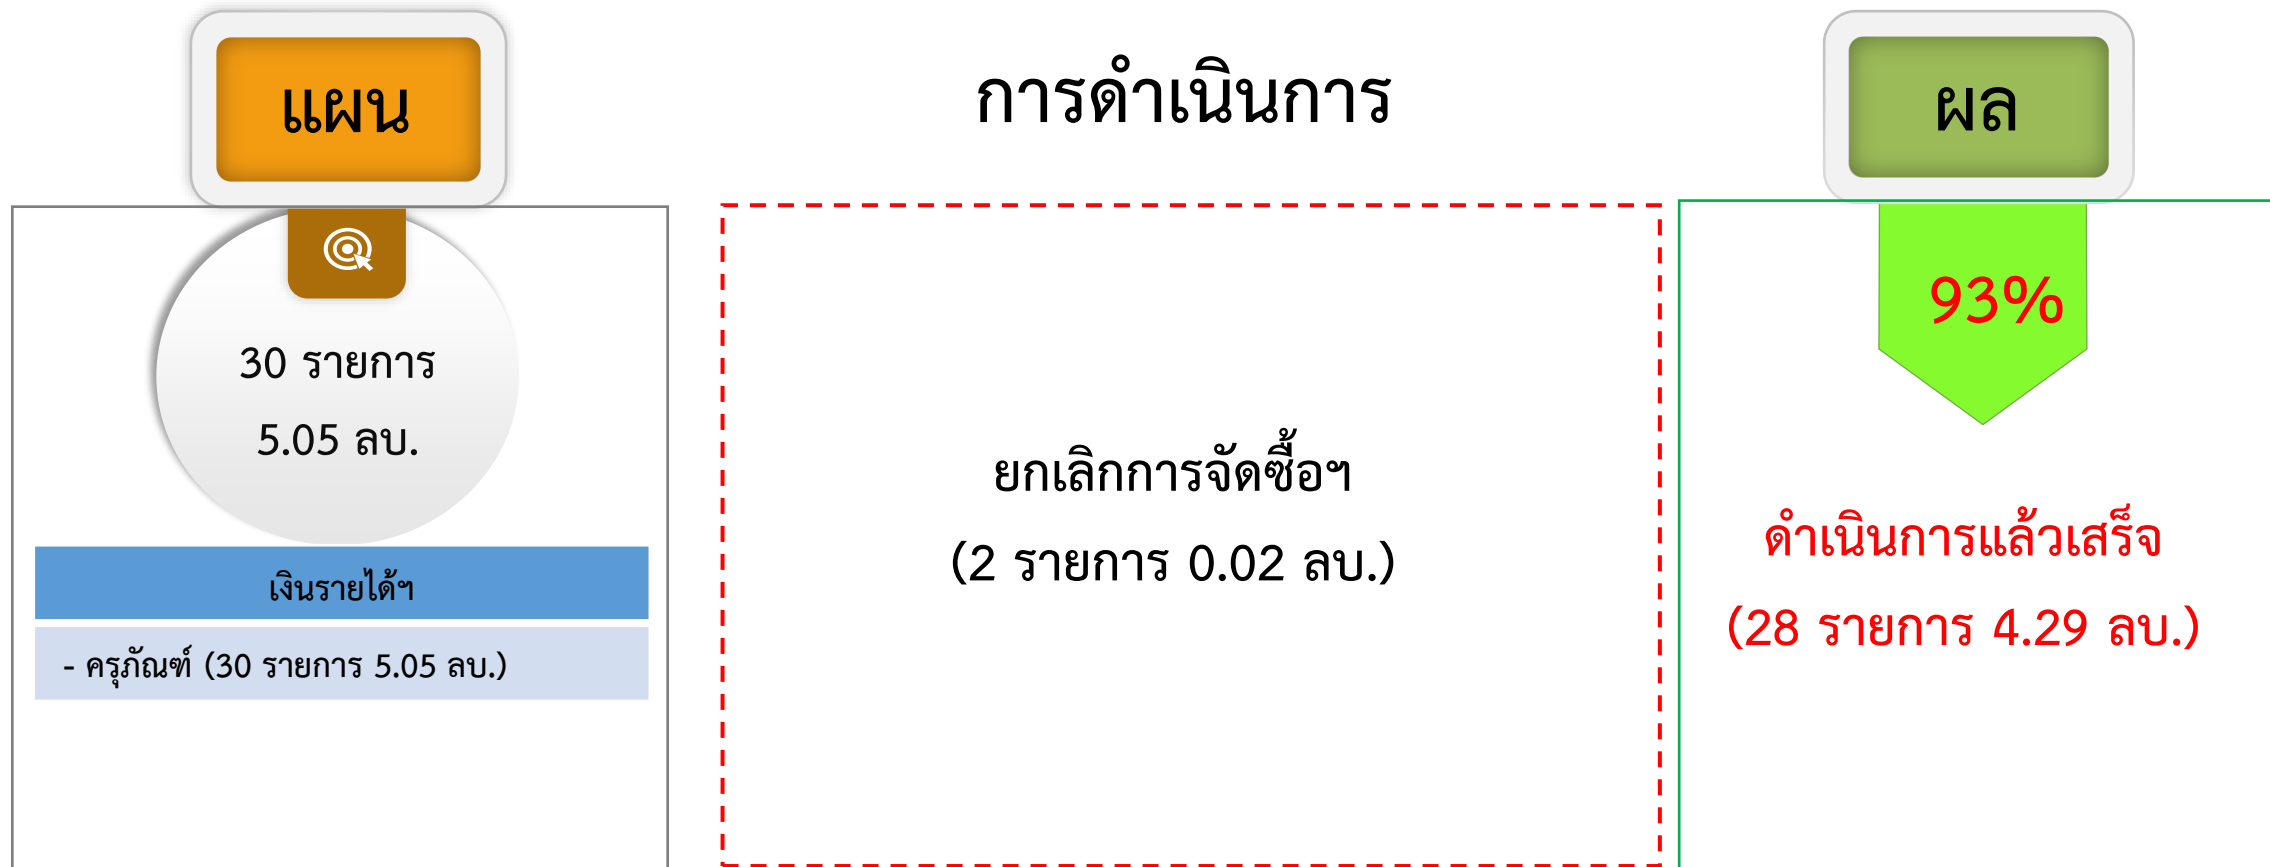 แผน
การดำเนินการ
ผล
30 รายการ
5.05 ลบ.
เงินรายได้ฯ
- ครุภัณฑ์ (30 รายการ 5.05 ลบ.)
ยกเลิกการจัดซื้อฯ
(2 รายการ 0.02 ลบ.)
93%
ดำเนินการแล้วเสร็จ
(28 รายการ 4.29 ลบ.)